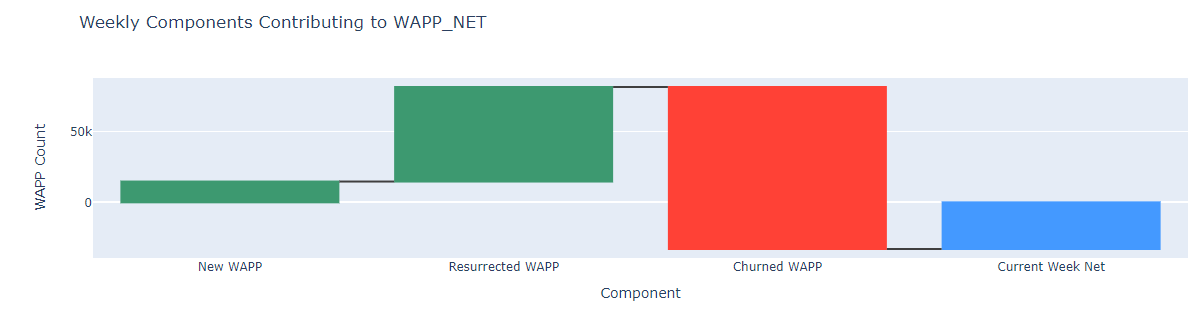 Weekly Components Contributing to WAPP_NET
WAPP Count
50k
0
New WAPP
Resurrected WAPP
Churned WAPP
Current Week Net
Component